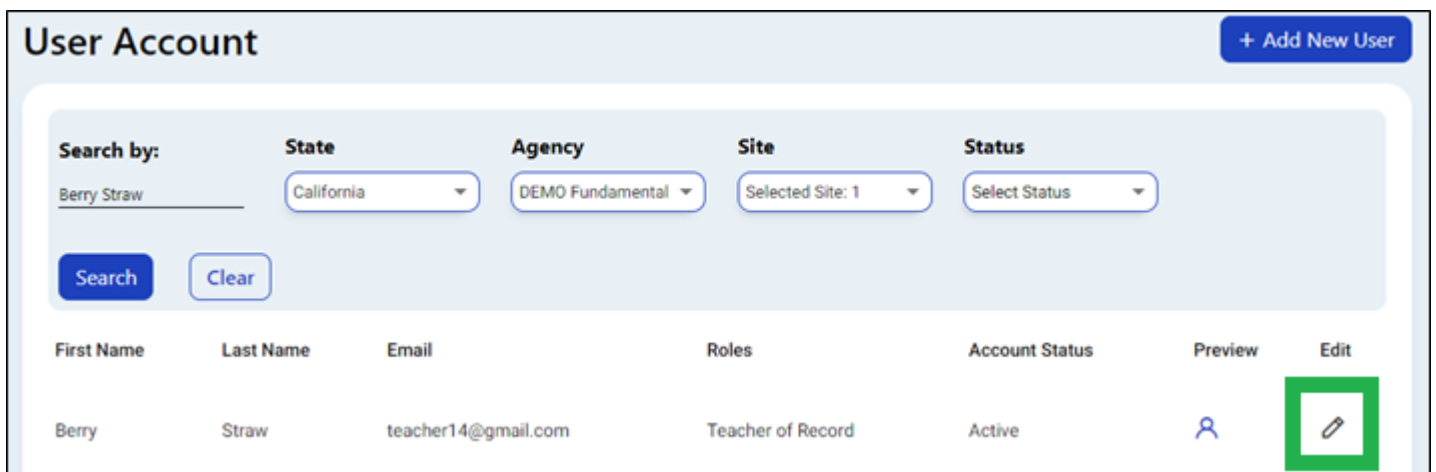 User Account
+ Add New User
Search by: State Agency Site Status
Berry Straw California DEMO Fundamental Selected Site: 1 Select Status
Search Clear
First Name Last Name Email Roles Account Status Preview Edit
Berry Straw teacher14@gmail.com Teacher of Record Active